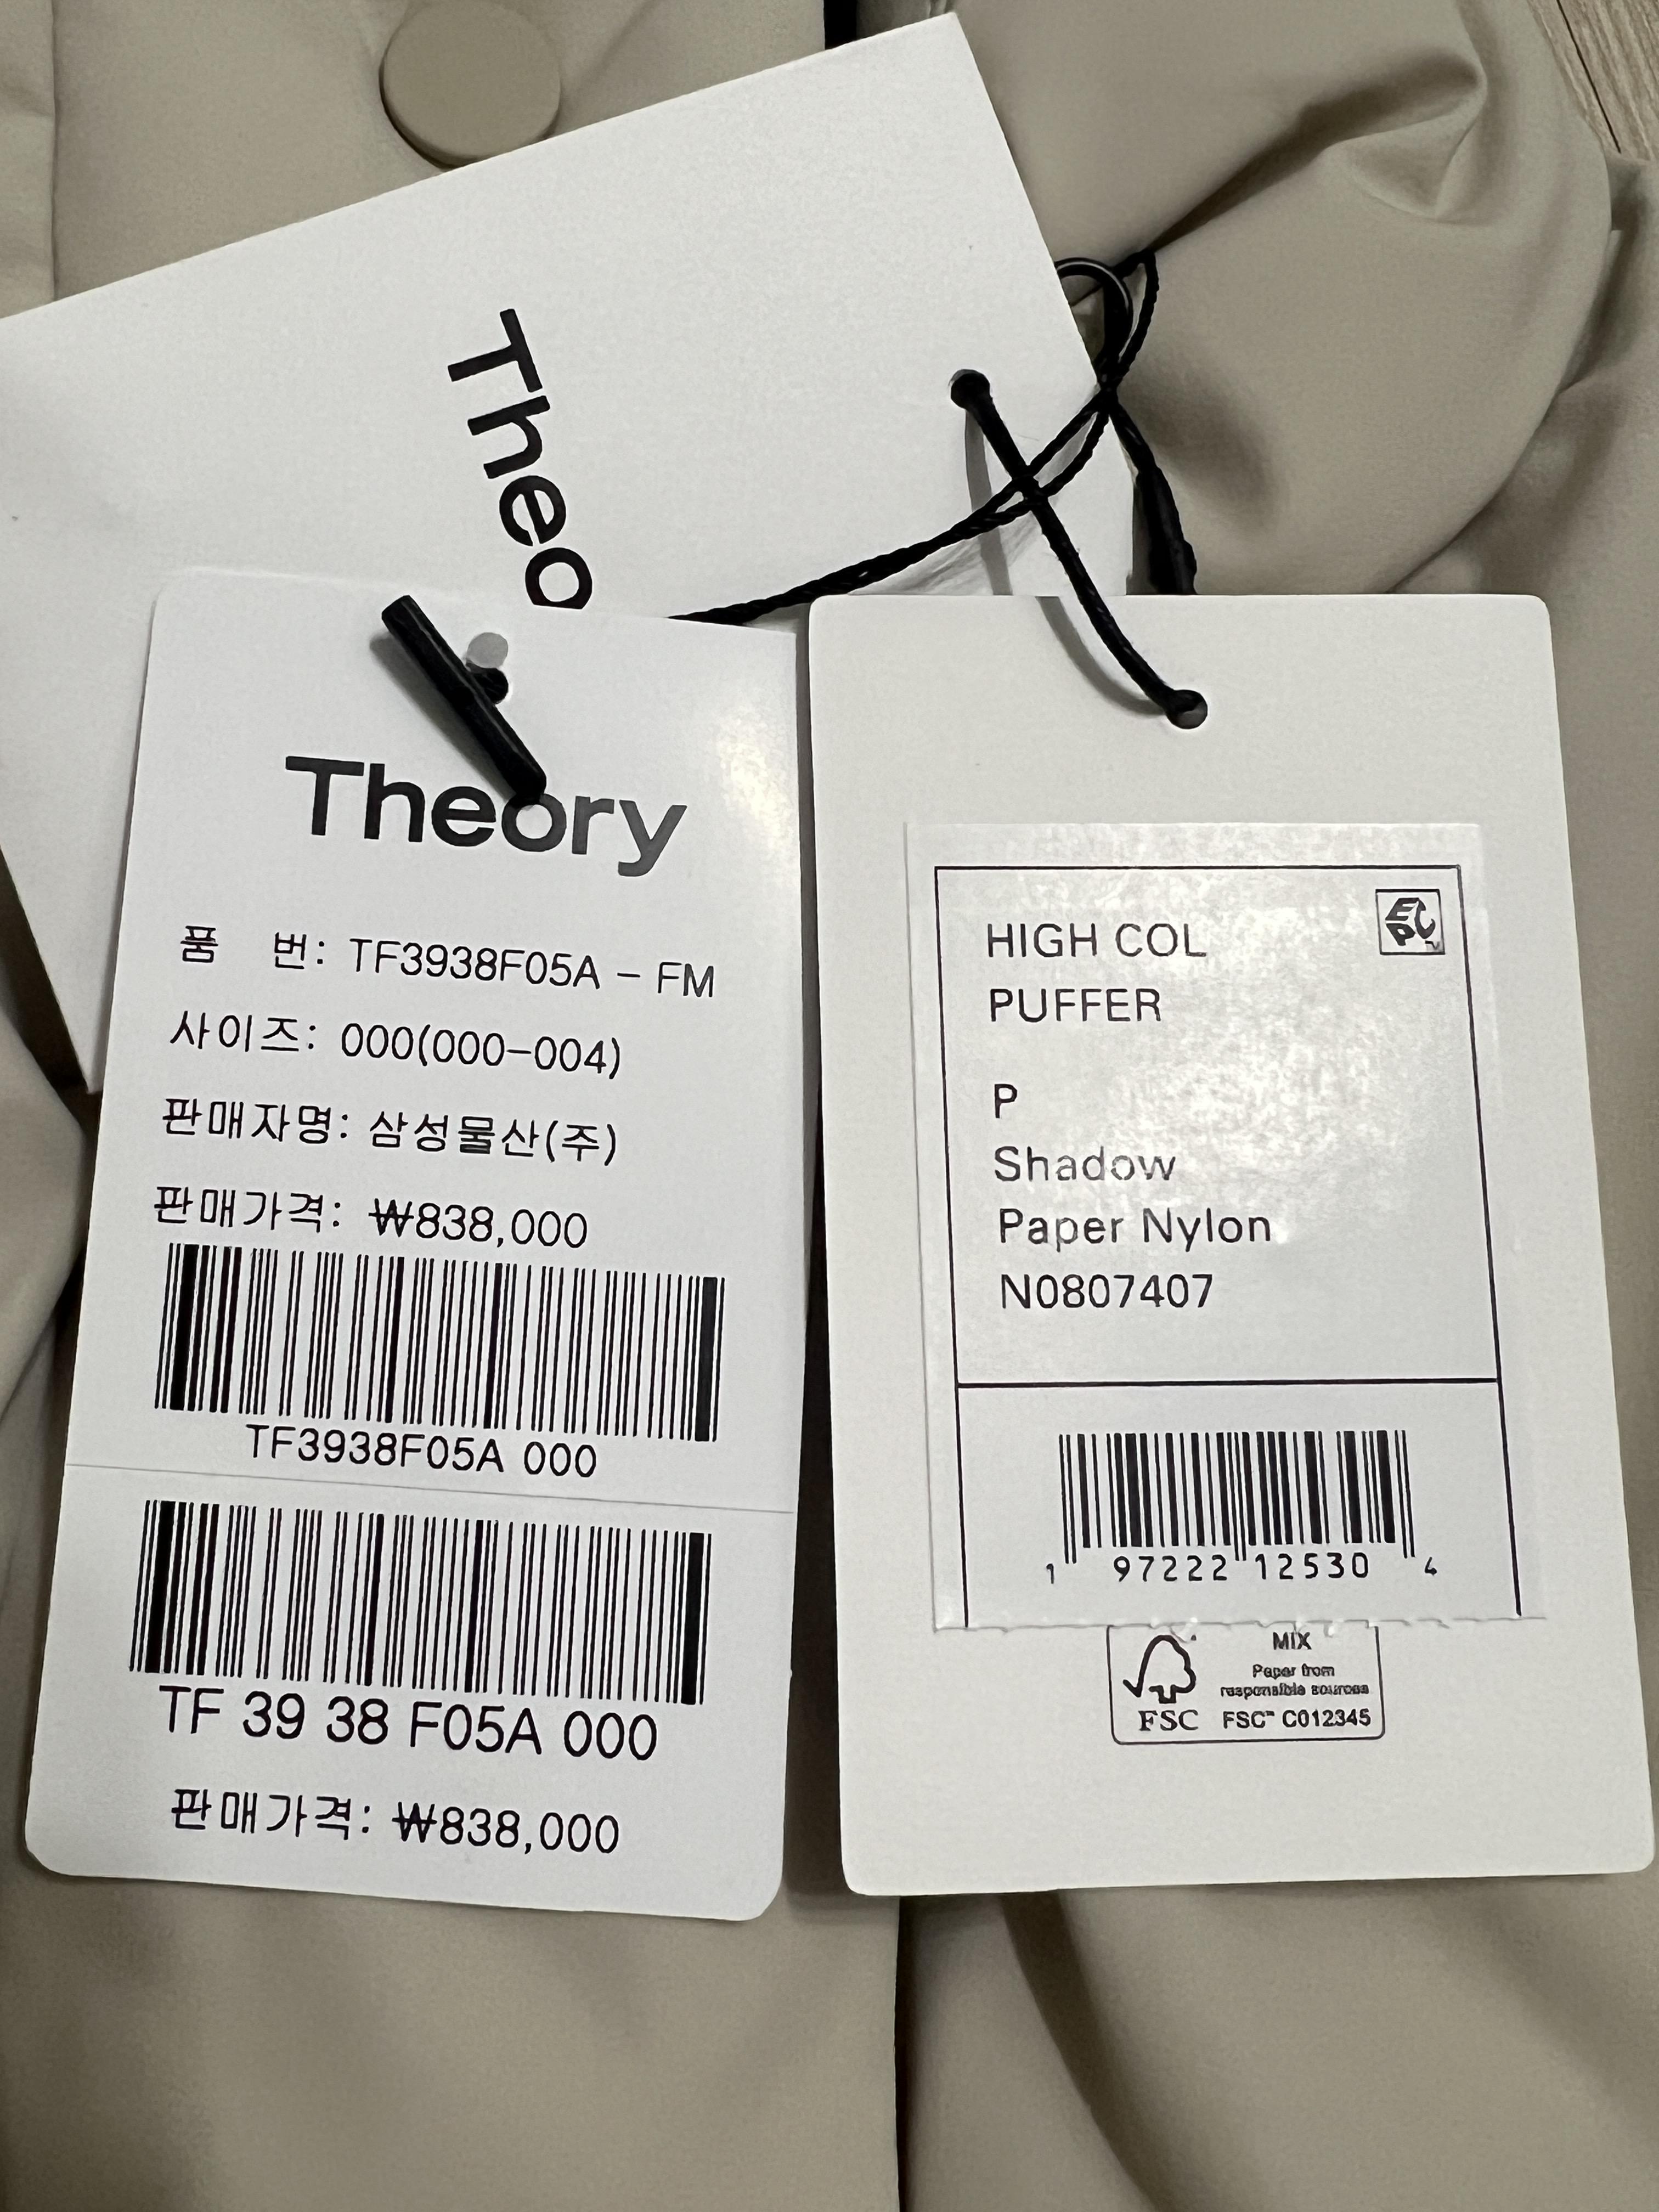 Theo
Theory
품 번: TF3938F05A - FM
사이즈: 000(000-004)
판매자명: 삼성물산(주)
판매가격: ₩838,000
TF3938F05A 000
TF 39 38 F05A 000
판매가격: ₩838,000
EPC
HIGH COL
PUFFER
P
Shadow
Paper Nylon
N0807407
1 97222 12530 4
MIX
Paper from
responsible sources
FSC FSC™ C012345